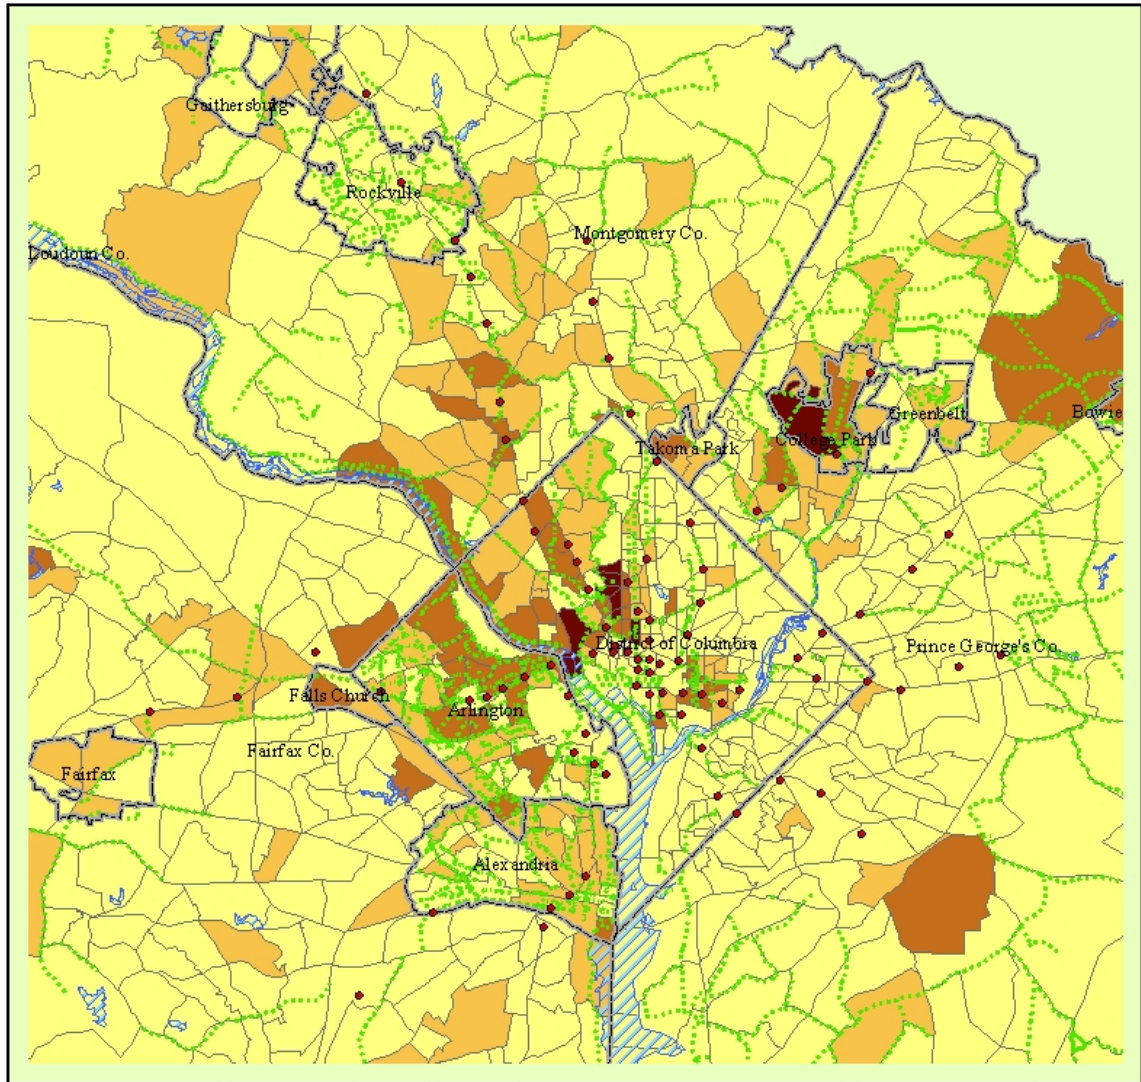 Gaithersburg
Rockville
Montgomery Co.
Loudoun Co.
Greenbelt
Bowie
College Park
Takoma Park
District of Columbia
Prince George's Co.
Falls Church
Arlington
Fairfax Co.
Fairfax
Alexandria